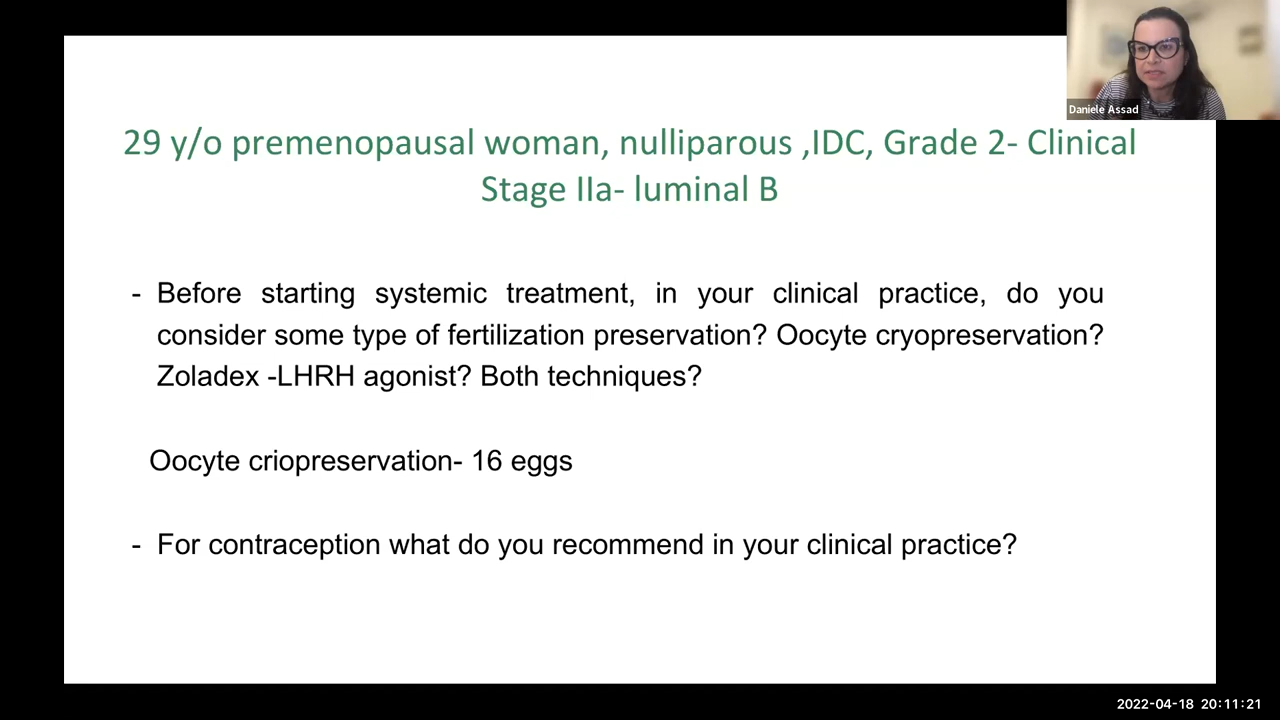 Daniele Assad
29 y/o premenopausal woman, nulliparous ,IDC, Grade 2- Clinical
Stage IIa- luminal B
- Before starting systemic treatment, in your clinical practice, do you
consider some type of fertilization preservation? Oocyte cryopreservation?
Zoladex -LHRH agonist? Both techniques?
Oocyte criopreservation- 16 eggs
- For contraception what do you recommend in your clinical practice?
2022-04-18 20:11:21